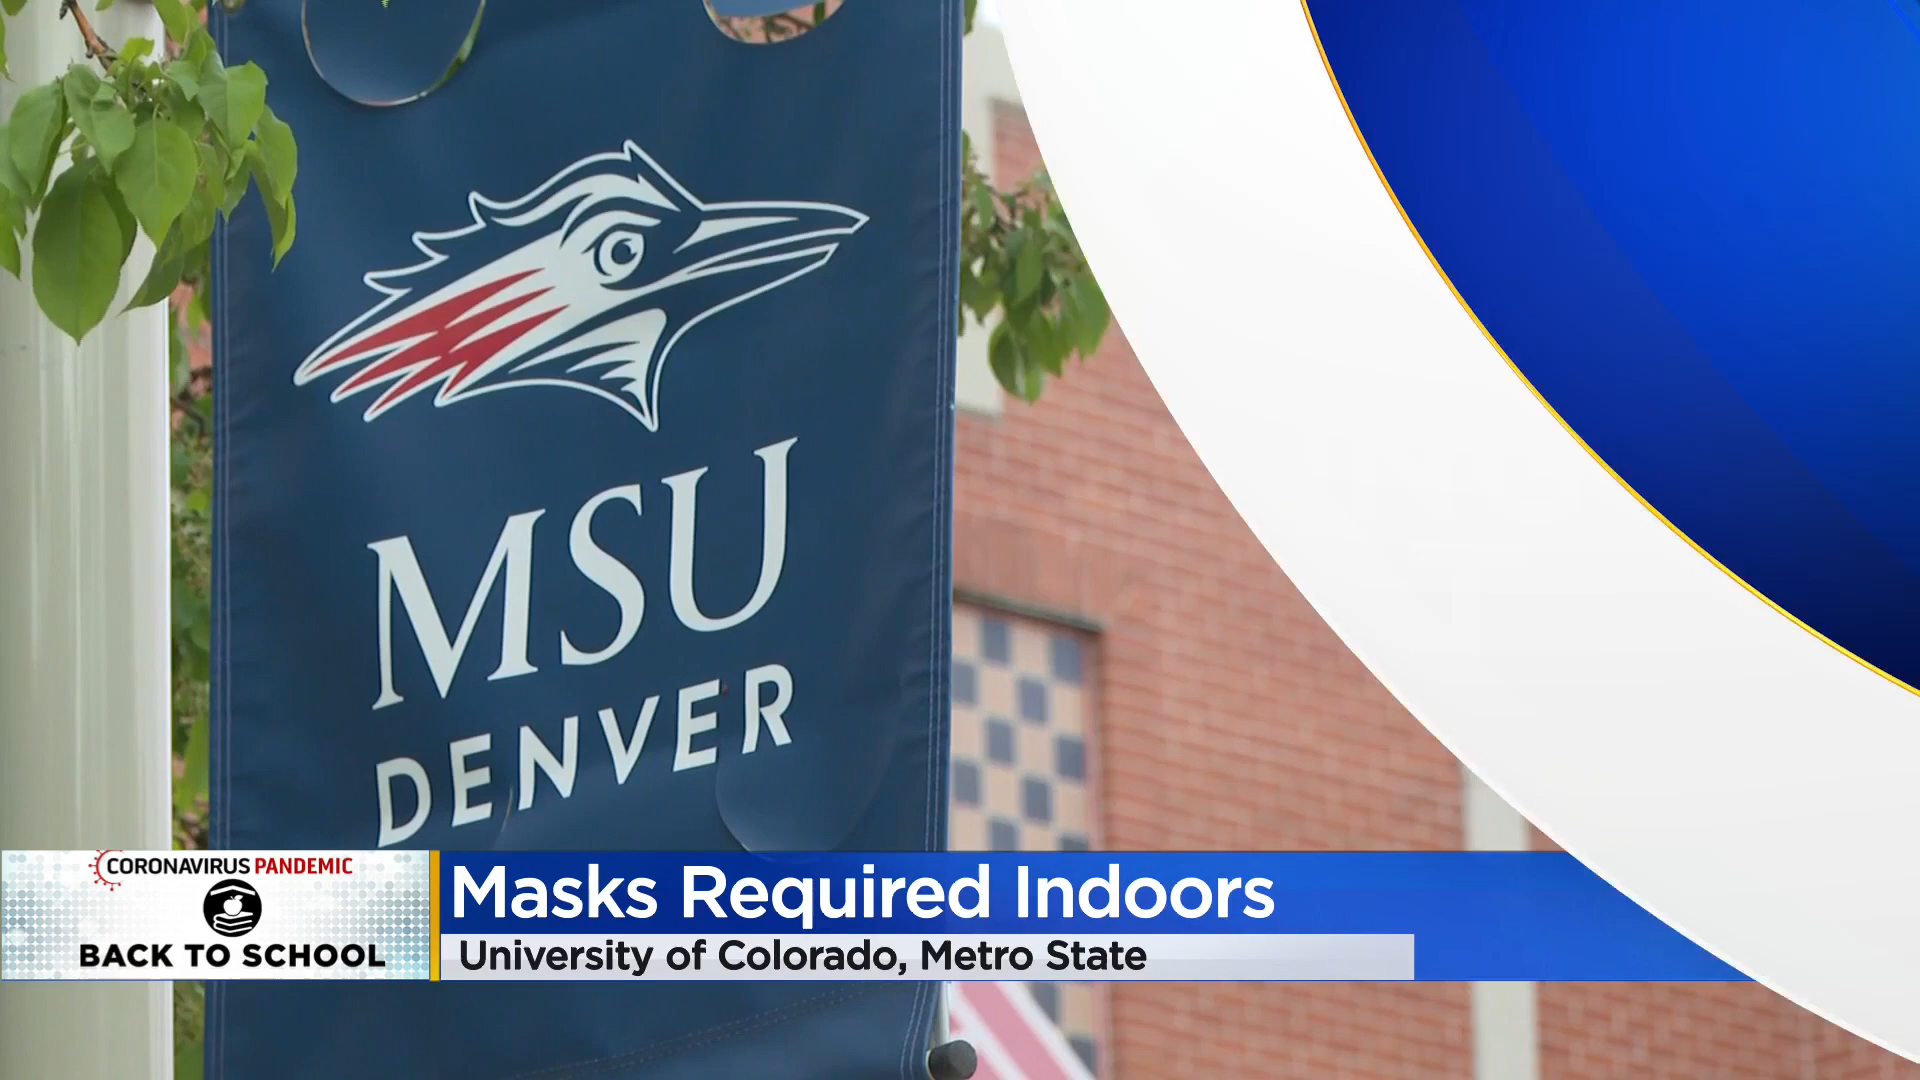 MSU
DENVER
CORONAVIRUS PANDEMIC
BACK TO SCHOOL
Masks Required Indoors
University of Colorado, Metro State